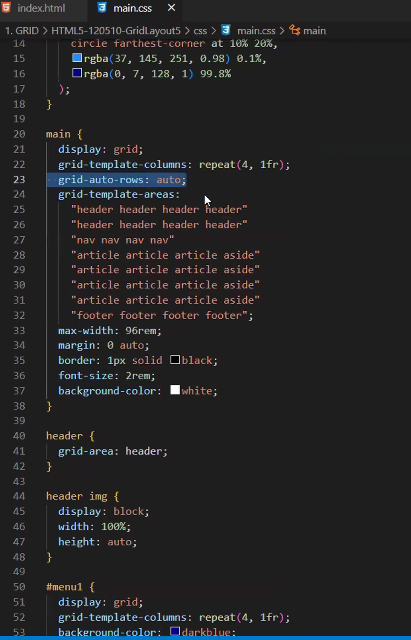 index.html
main.css
1. GRID > HTML5-120510-GridLayout5 > css > main.css > main
14 circle farthest-corner at 10% 20%,
15 rgba(37, 145, 251, 0.98) 0.1%,
16 rgba(0, 7, 128, 1) 99.8%
17 );
18 }
19
20 main {
21 display: grid;
22 grid-template-columns: repeat(4, 1fr);
23 grid-auto-rows: auto;
24 grid-template-areas:
25 "header header header header"
26 "header header header header"
27 "nav nav nav nav"
28 "article article article aside"
29 "article article article aside"
30 "article article article aside"
31 "article article article aside"
32 "footer footer footer footer";
33 max-width: 96rem;
34 margin: 0 auto;
35 border: 1px solid black;
36 font-size: 2rem;
37 background-color: white;
38 }
39
40 header {
41 grid-area: header;
42 }
43
44 header img {
45 display: block;
46 width: 100%;
47 height: auto;
48 }
49
50 #menu1 {
51 display: grid;
52 grid-template-columns: repeat(4, 1fr);
53 background-color: darkblue;